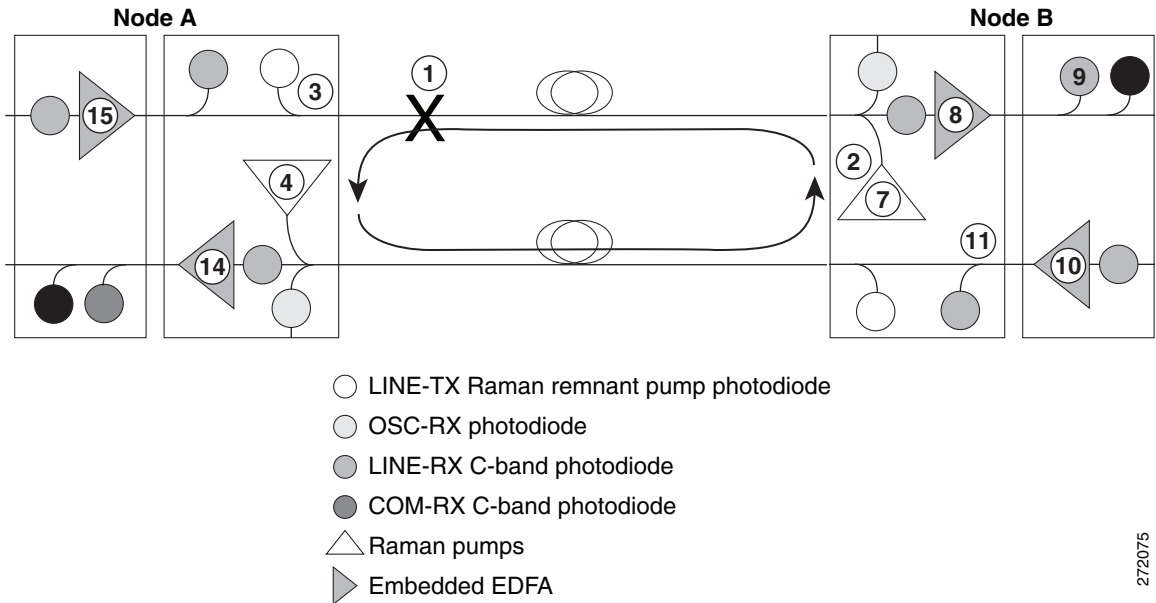 Node A
Node B
1
15
3
8
9
2
4
7
11
14
10
X
LINE-TX Raman remnant pump photodiode
OSC-RX photodiode
LINE-RX C-band photodiode
COM-RX C-band photodiode
Raman pumps
Embedded EDFA
272075